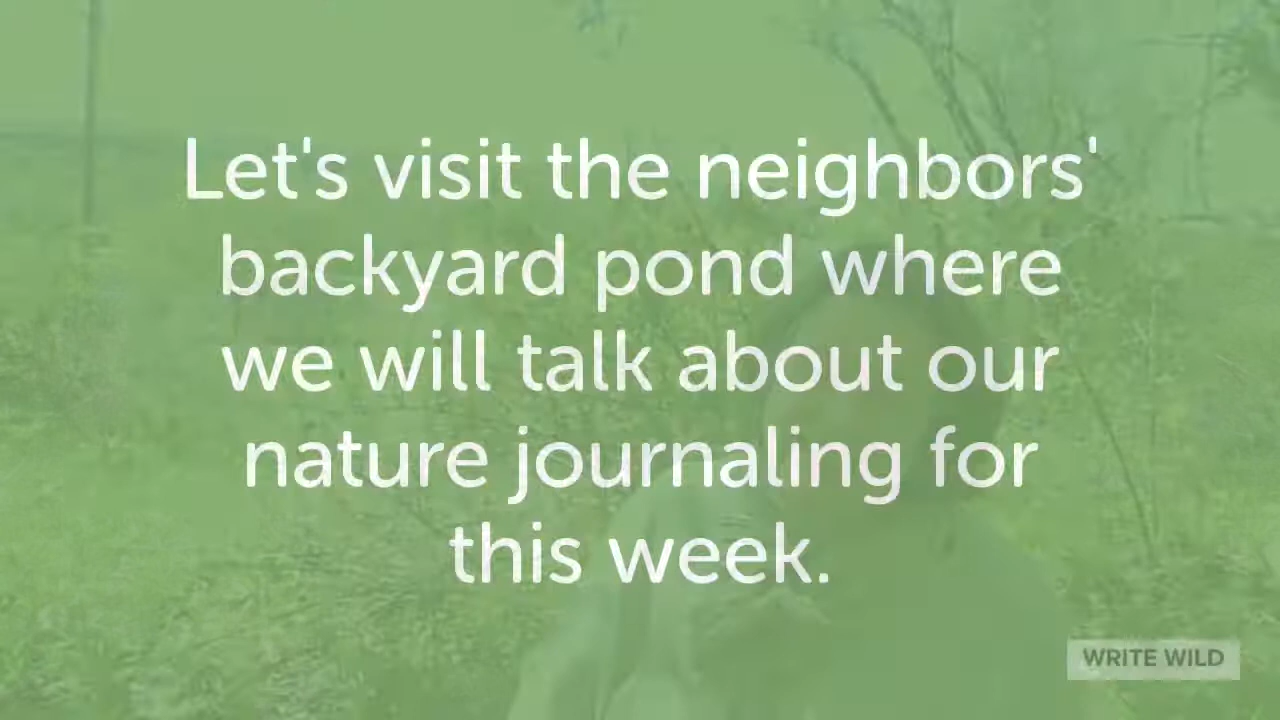 Let's visit the neighbors'
backyard pond where
we will talk about our
nature journaling for
this week.
WRITE WILD